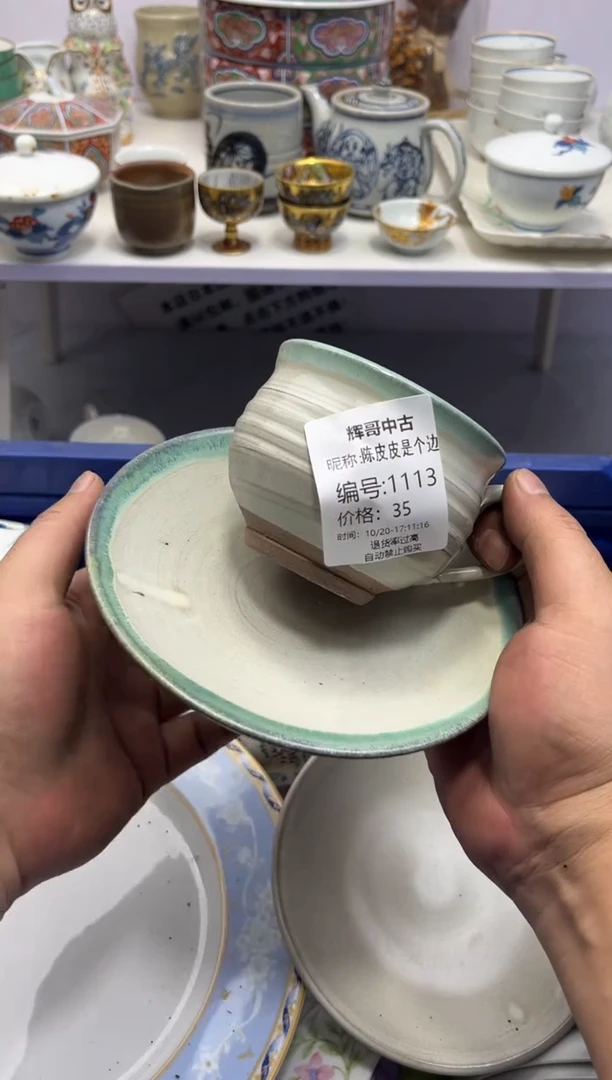 辉哥中古
昵称:陈皮皮是个边
编号:1113
价格：35
时间：10/20-17:11:16
退货率过高
自动禁止购买